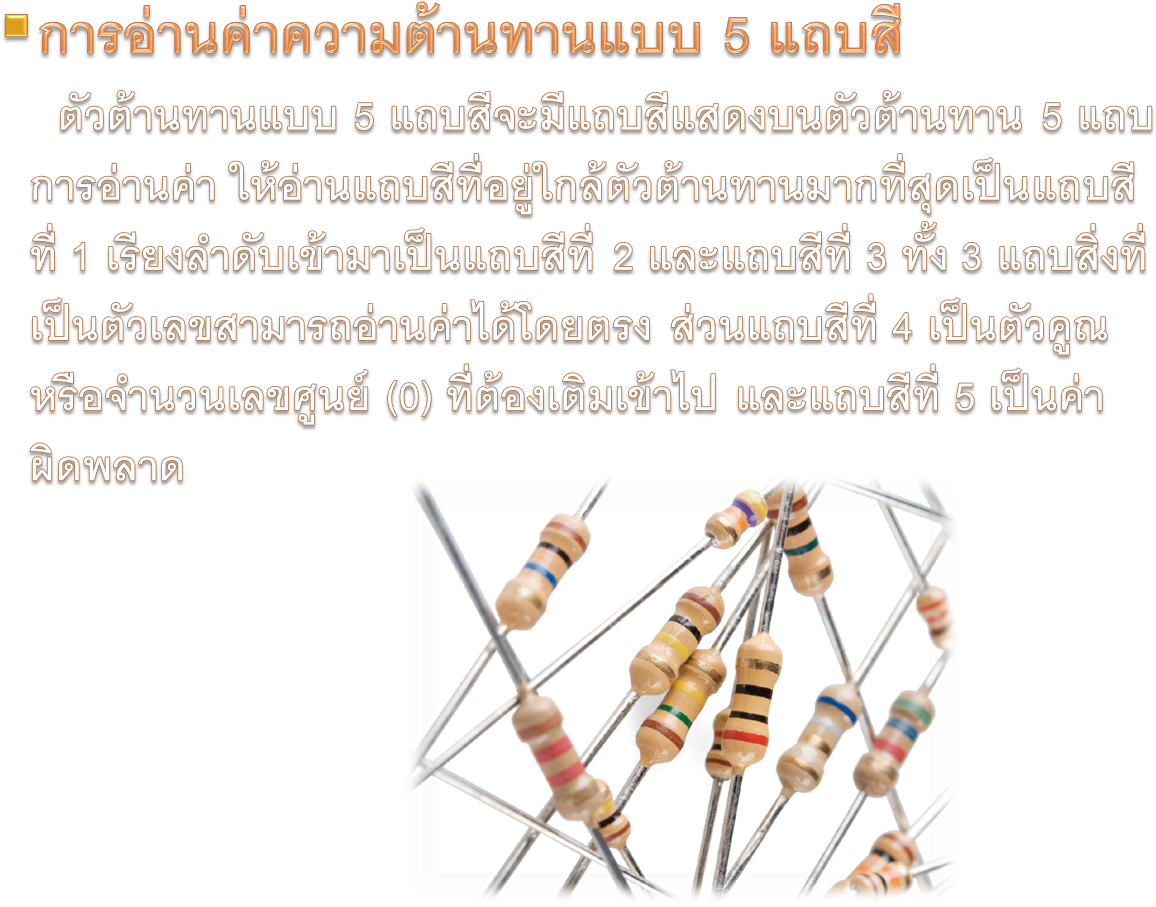 การอ่านค่าความต้านทานแบบ 5 แถบสี
ตัวต้านทานแบบ 5 แถบสีจะมีแถบสีแสดงบนตัวต้านทาน 5 แถบ
การอ่านค่า ให้อ่านแถบสีที่อยู่ใกล้ตัวต้านทานมากที่สุดเป็นแถบสี
ที่ 1 เรียงลำดับเข้ามาเป็นแถบสีที่ 2 และแถบสีที่ 3 ทั้ง 3 แถบสิ่งที่
เป็นตัวเลขสามารถอ่านค่าได้โดยตรง ส่วนแถบสีที่ 4 เป็นตัวคูณ
หรือจำนวนเลขศูนย์ (0) ที่ต้องเติมเข้าไป และแถบสีที่ 5 เป็นค่า
ผิดพลาด